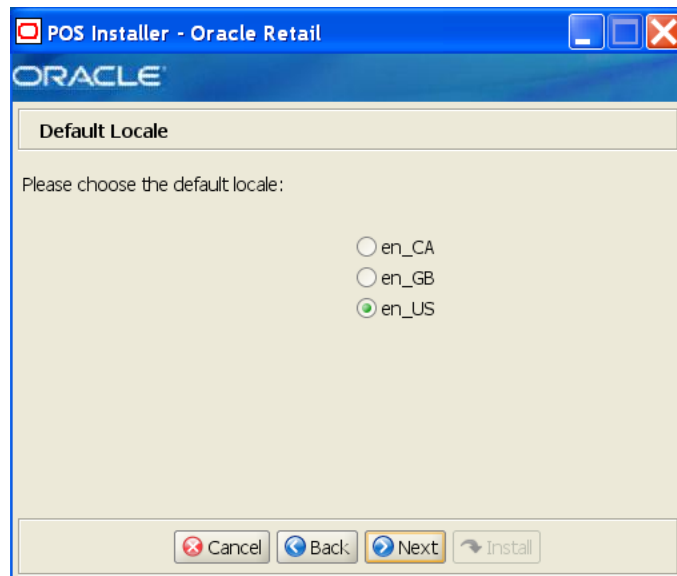 POS Installer - Oracle Retail
ORACLE
Default Locale
Please choose the default locale:
en_CA
en_GB
en_US
Cancel Back Next Install